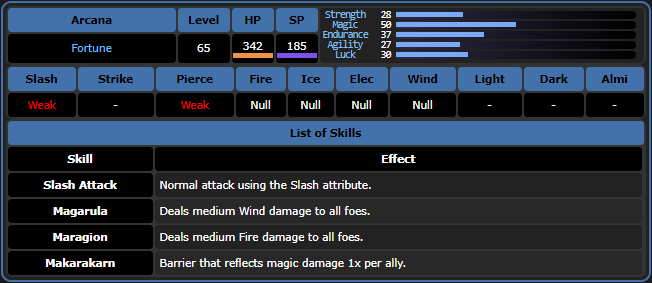 Arcana Level HP SP
Fortune 65 342 185
Strength 28
Magic 50
Endurance 37
Agility 27
Luck 30
Slash Strike Pierce Fire Ice Elec Wind Light Dark Almi
Weak - Weak Null Null Null Null - - -
List of Skills
Skill Effect
Slash Attack Normal attack using the Slash attribute.
Magarula Deals medium Wind damage to all foes.
Maragion Deals medium Fire damage to all foes.
Makarakarn Barrier that reflects magic damage 1x per ally.